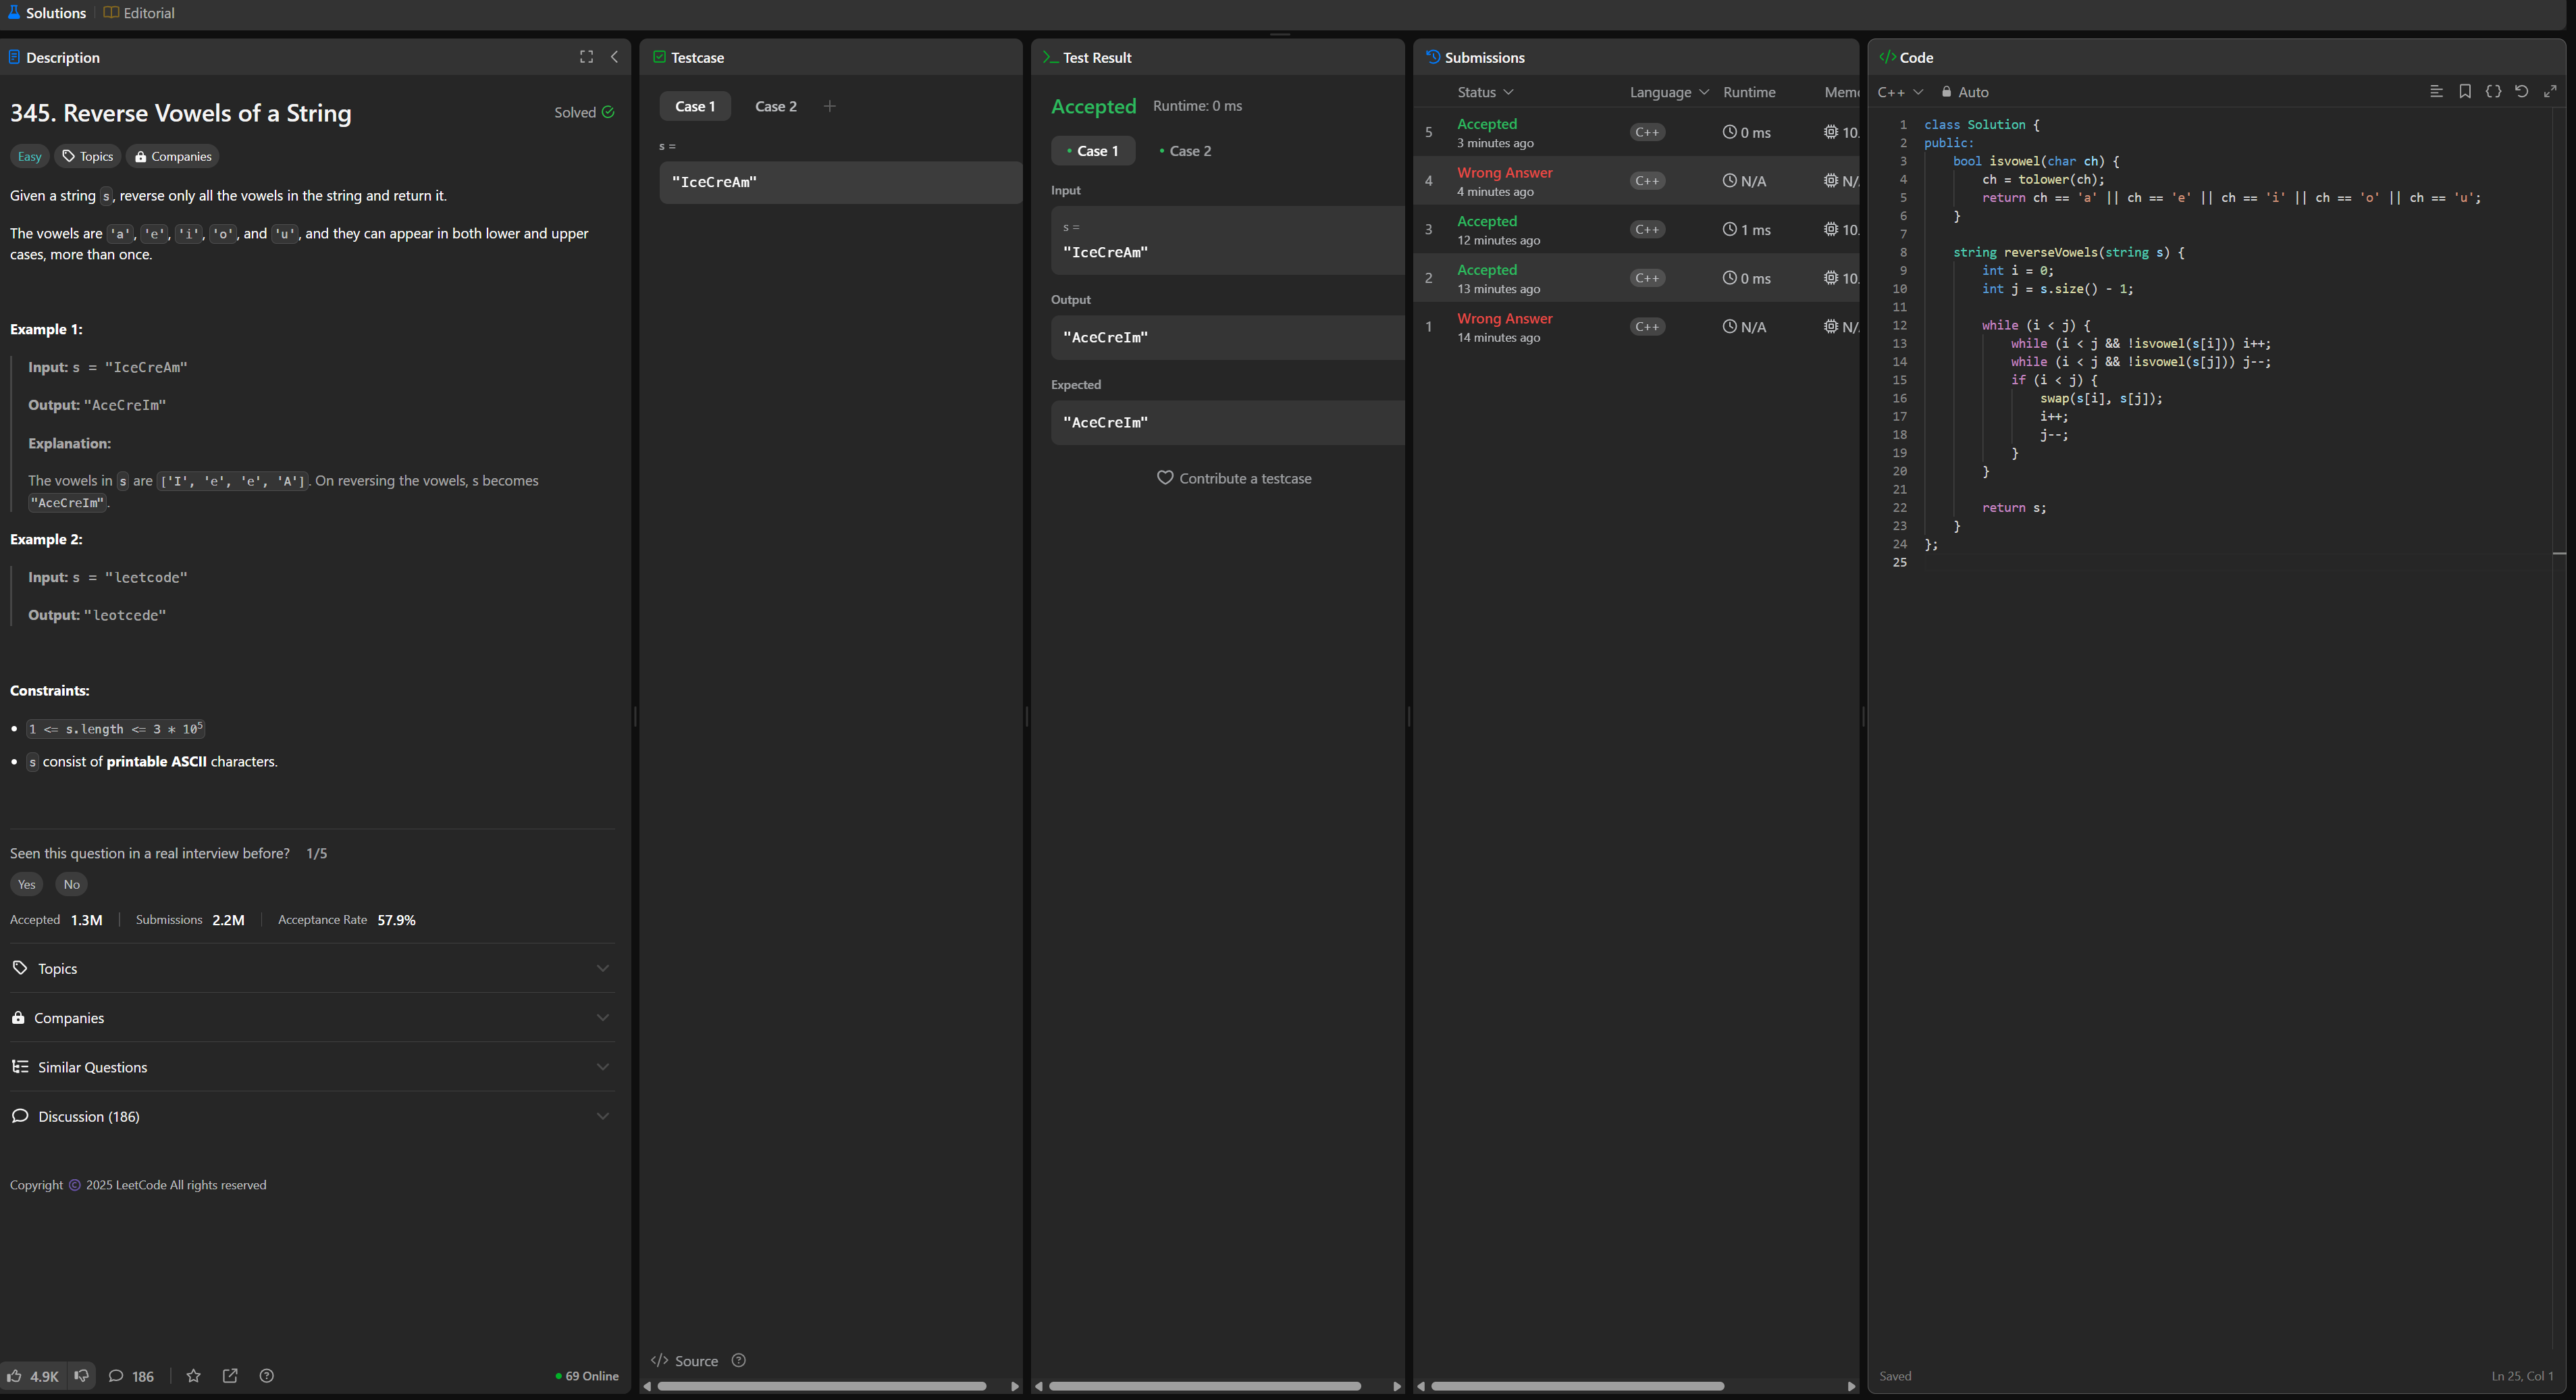 Solutions Editorial
Description
345. Reverse Vowels of a String
Solved
Easy Topics Companies
Given a string s, reverse only all the vowels in the string and return it.
The vowels are 'a', 'e', 'i', 'o', and 'u', and they can appear in both lower and upper
cases, more than once.
Example 1:
Input: s = "IceCreAm"
Output: "AceCreIm"
Explanation:
The vowels in s are ['I', 'e', 'e', 'A']. On reversing the vowels, s becomes
"AceCreIm".
Example 2:
Input: s = "leetcode"
Output: "leotcede"
Constraints:
1 <= s.length <= 3 * 10⁵
s consist of printable ASCII characters.
Seen this question in a real interview before? 1/5
Yes No
Accepted 1.3M Submissions 2.2M Acceptance Rate 57.9%
Topics
Companies
Similar Questions
Discussion (186)
Copyright © 2025 LeetCode All rights reserved
4.9K 186 69 Online
Testcase
Case 1 Case 2 +
s =
"IceCreAm"
</> Source
Test Result
Accepted Runtime: 0 ms
Case 1 Case 2
Input
s =
"IceCreAm"
Output
"AceCreIm"
Expected
"AceCreIm"
Contribute a testcase
Submissions
Status Language Runtime Memo
5 Accepted C++ 0 ms 10.
3 minutes ago
4 Wrong Answer C++ N/A N/
4 minutes ago
3 Accepted C++ 1 ms 10.
12 minutes ago
2 Accepted C++ 0 ms 10.
13 minutes ago
1 Wrong Answer C++ N/A N/
14 minutes ago
</> Code
C++ Auto
1 class Solution {
2 public:
3 bool isvowel(char ch) {
4 ch = tolower(ch);
5 return ch == 'a' || ch == 'e' || ch == 'i' || ch == 'o' || ch == 'u';
6 }
7
8 string reverseVowels(string s) {
9 int i = 0;
10 int j = s.size() - 1;
11
12 while (i < j) {
13 while (i < j && !isvowel(s[i])) i++;
14 while (i < j && !isvowel(s[j])) j--;
15 if (i < j) {
16 swap(s[i], s[j]);
17 i++;
18 j--;
19 }
20 }
21
22 return s;
23 }
24 };
25
Saved Ln 25, Col 1